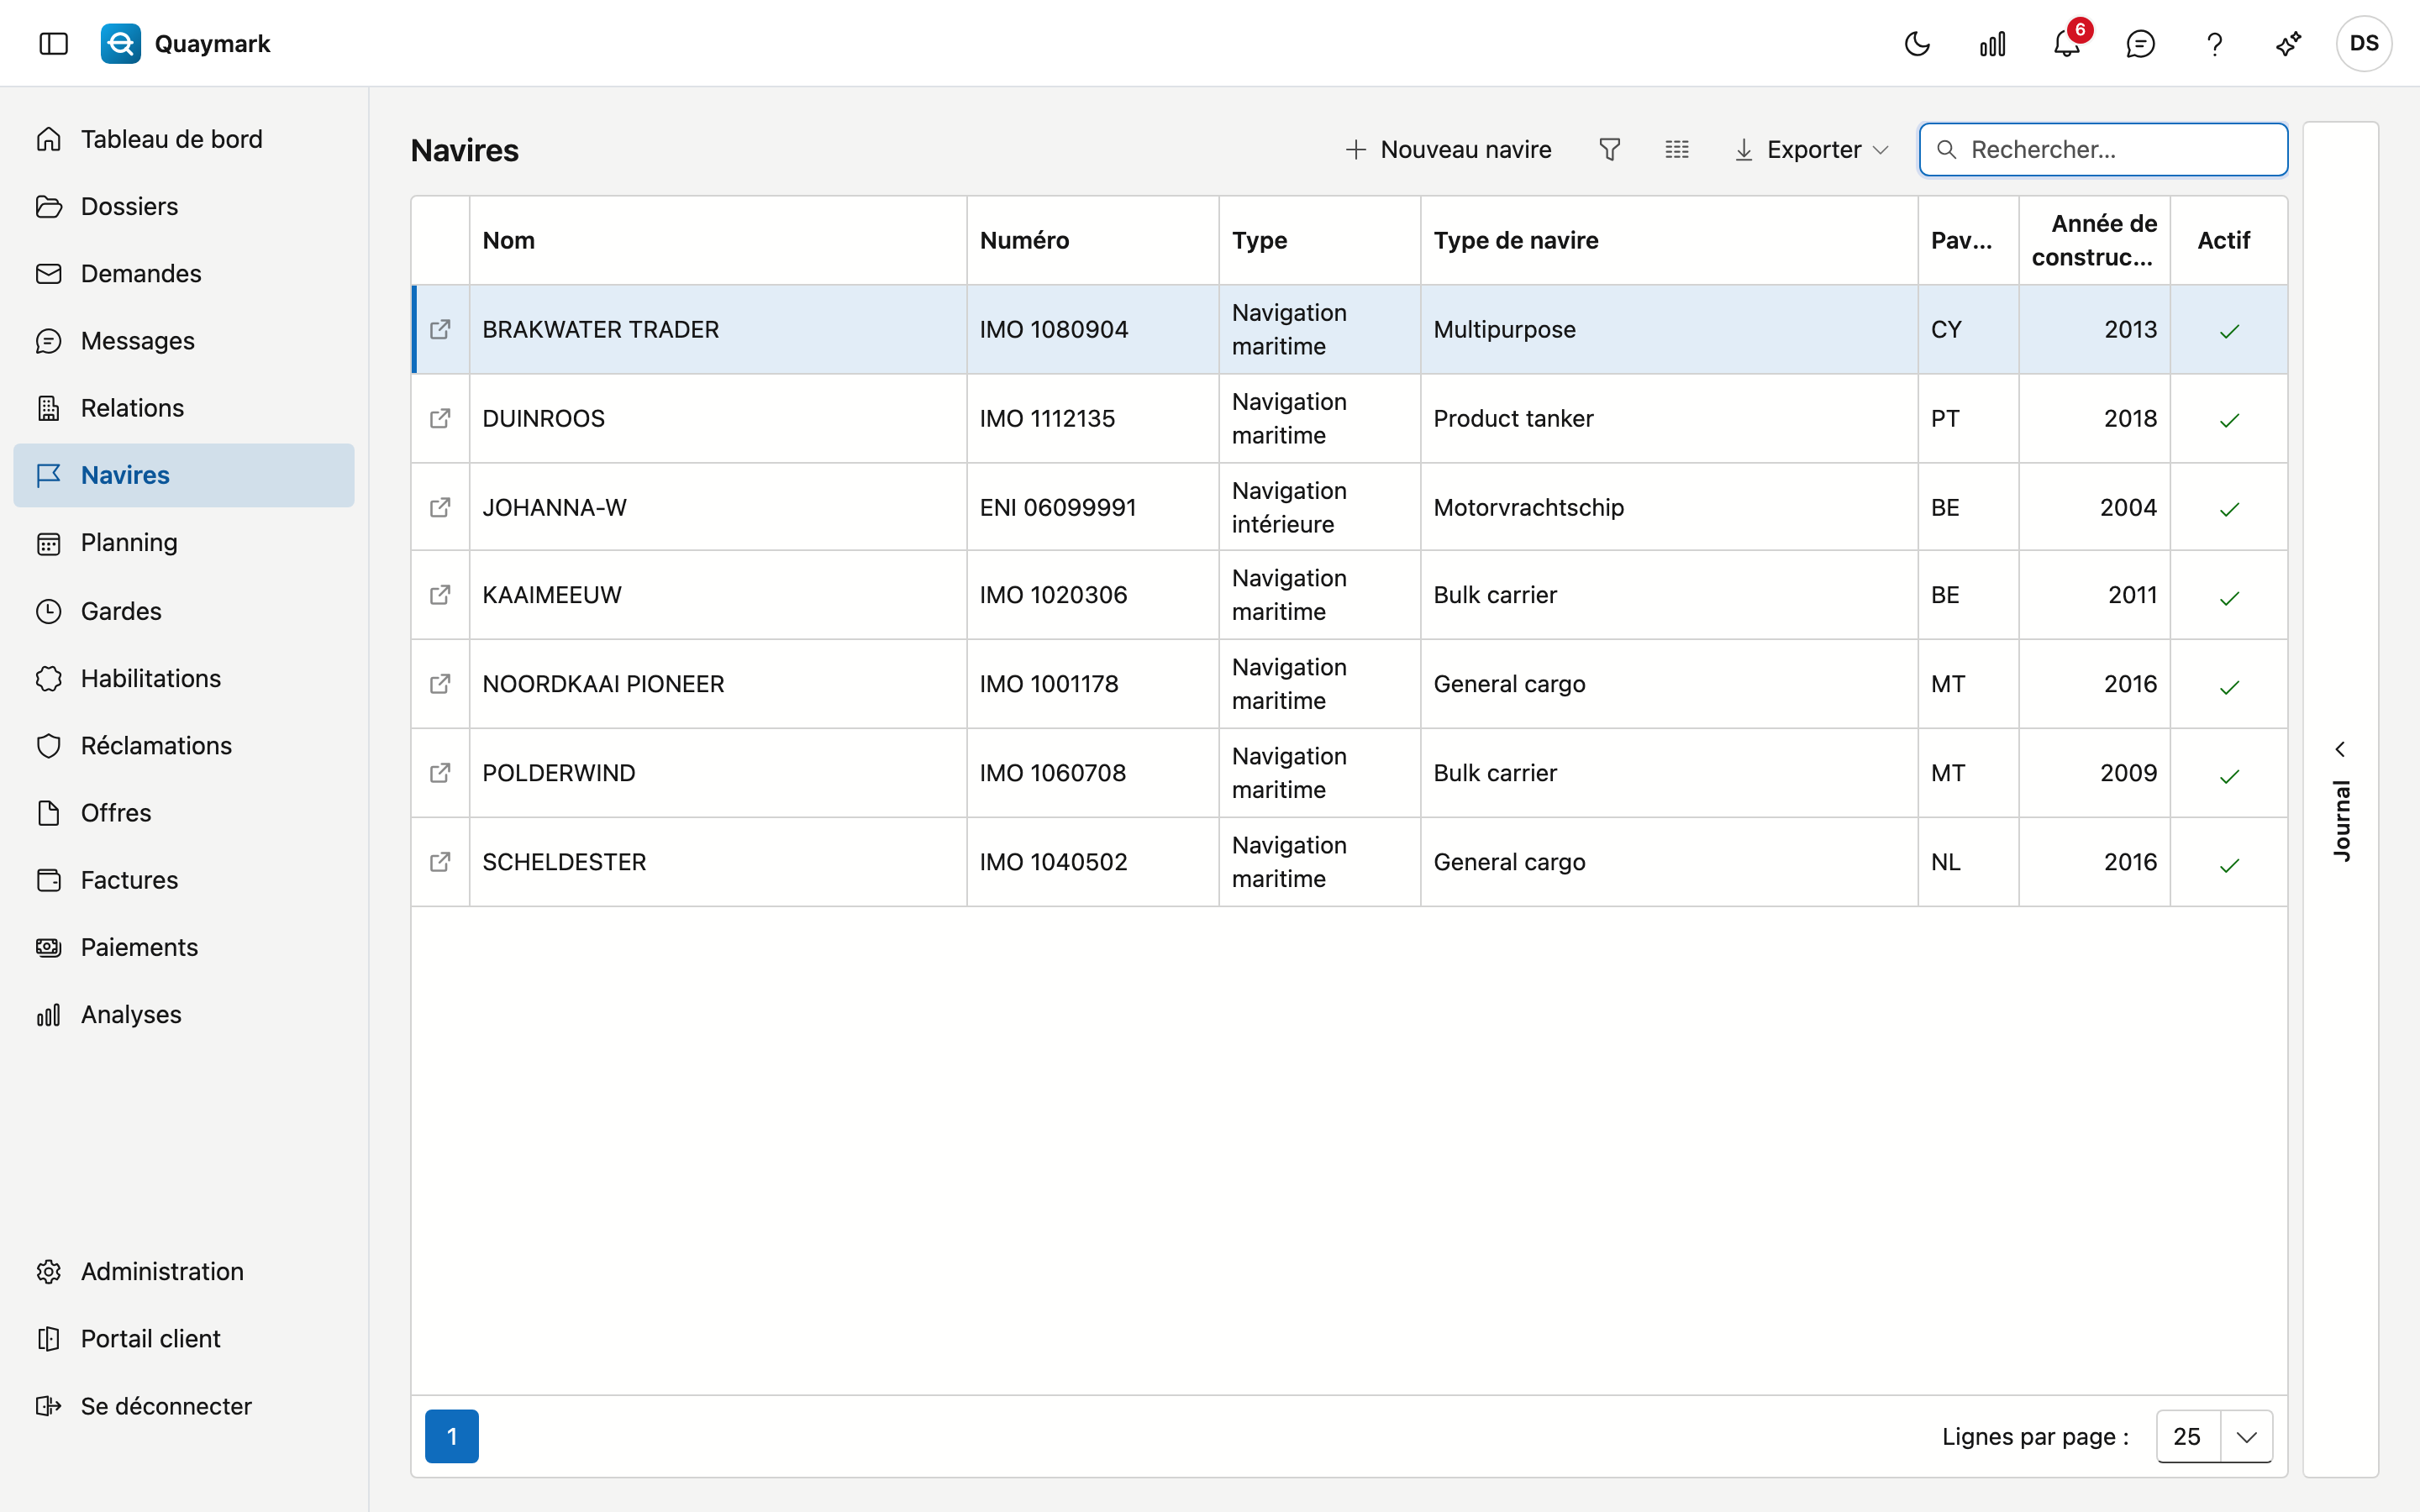 Quaymark
6
DS
Tableau de bord
Dossiers
Demandes
Messages
Relations
Navires
Planning
Gardes
Habilitations
Réclamations
Offres
Factures
Paiements
Analyses
Administration
Portail client
Se déconnecter
Navires
Nouveau navire
Exporter
Rechercher...
Nom
Numéro
Type
Type de navire
Pav...
Année de
construc...
Actif
BRAKWATER TRADER
IMO 1080904
Navigation
maritime
Multipurpose
CY
2013
DUINROOS
IMO 1112135
Navigation
maritime
Product tanker
PT
2018
JOHANNA-W
ENI 06099991
Navigation
intérieure
Motorvrachtschip
BE
2004
KAAIMEEUW
IMO 1020306
Navigation
maritime
Bulk carrier
BE
2011
NOORDKAAI PIONEER
IMO 1001178
Navigation
maritime
General cargo
MT
2016
POLDERWIND
IMO 1060708
Navigation
maritime
Bulk carrier
MT
2009
SCHELDESTER
IMO 1040502
Navigation
maritime
General cargo
NL
2016
1
Lignes par page :
25
Journal